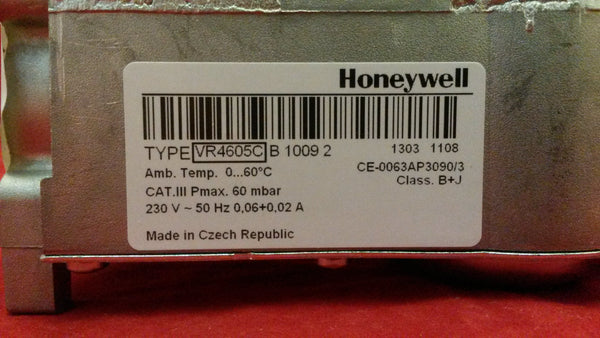 Honeywell
TYPE VR4605C B 1009 2 1303 1108
Amb. Temp. 0...60°C CE-0063AP3090/3
CAT.III Pmax. 60 mbar Class. B+J
230 V ~ 50 Hz 0,06+0,02 A
Made in Czech Republic